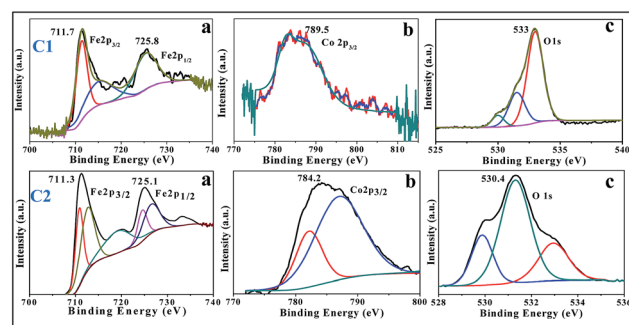 C1
a
711.7
Fe2p3/2
725.8
Fe2p1/2
Intensity (a.u.)
700 710 720 730 740
Binding Energy (eV)
b
789.5
Co 2p3/2
Intensity (a.u.)
770 780 790 800 810
Binding Energy (eV)
c
533
O1s
Intensity (a.u.)
525 530 535 540
Binding Energy (eV)
C2
a
711.3
Fe2p3/2
725.1
Fe2p1/2
Intensity (a.u.)
700 710 720 730 740
Binding Energy (eV)
b
784.2
Co2p3/2
Intensity (a.u.)
770 780 790 800
Binding Energy (eV)
c
530.4
O 1s
Intensity (a.u.)
528 530 532 534 536
Binding Energy (eV)